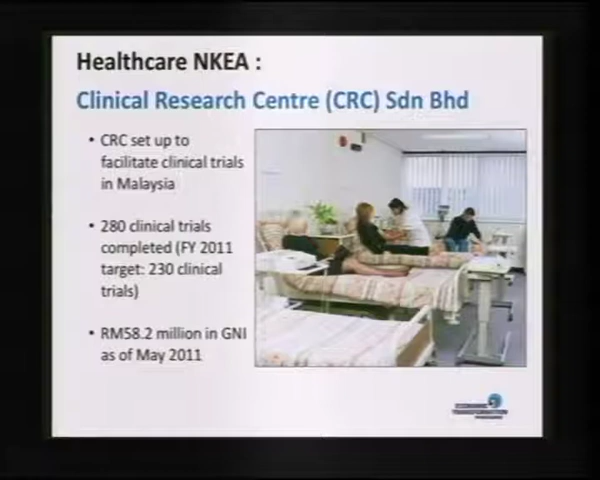 Healthcare NKEA :
Clinical Research Centre (CRC) Sdn Bhd
• CRC set up to
facilitate clinical trials
in Malaysia
• 280 clinical trials
completed (FY 2011
target: 230 clinical
trials)
• RM58.2 million in GNI
as of May 2011